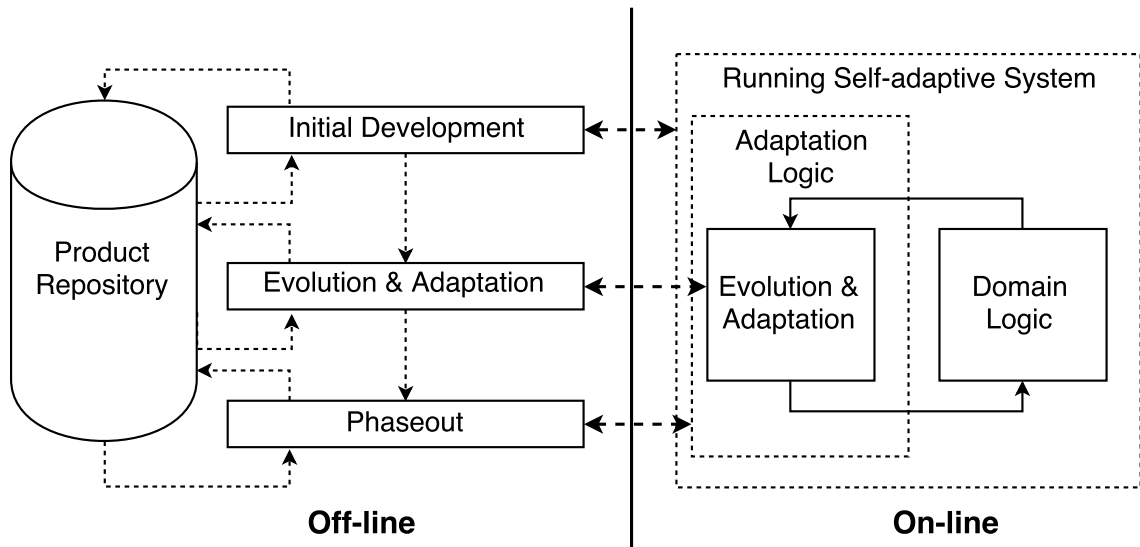 Running Self-adaptive System
Initial Development
Adaptation
Logic
Product
Repository
Evolution & Adaptation
Evolution &
Adaptation
Domain
Logic
Phaseout
Off-line
On-line